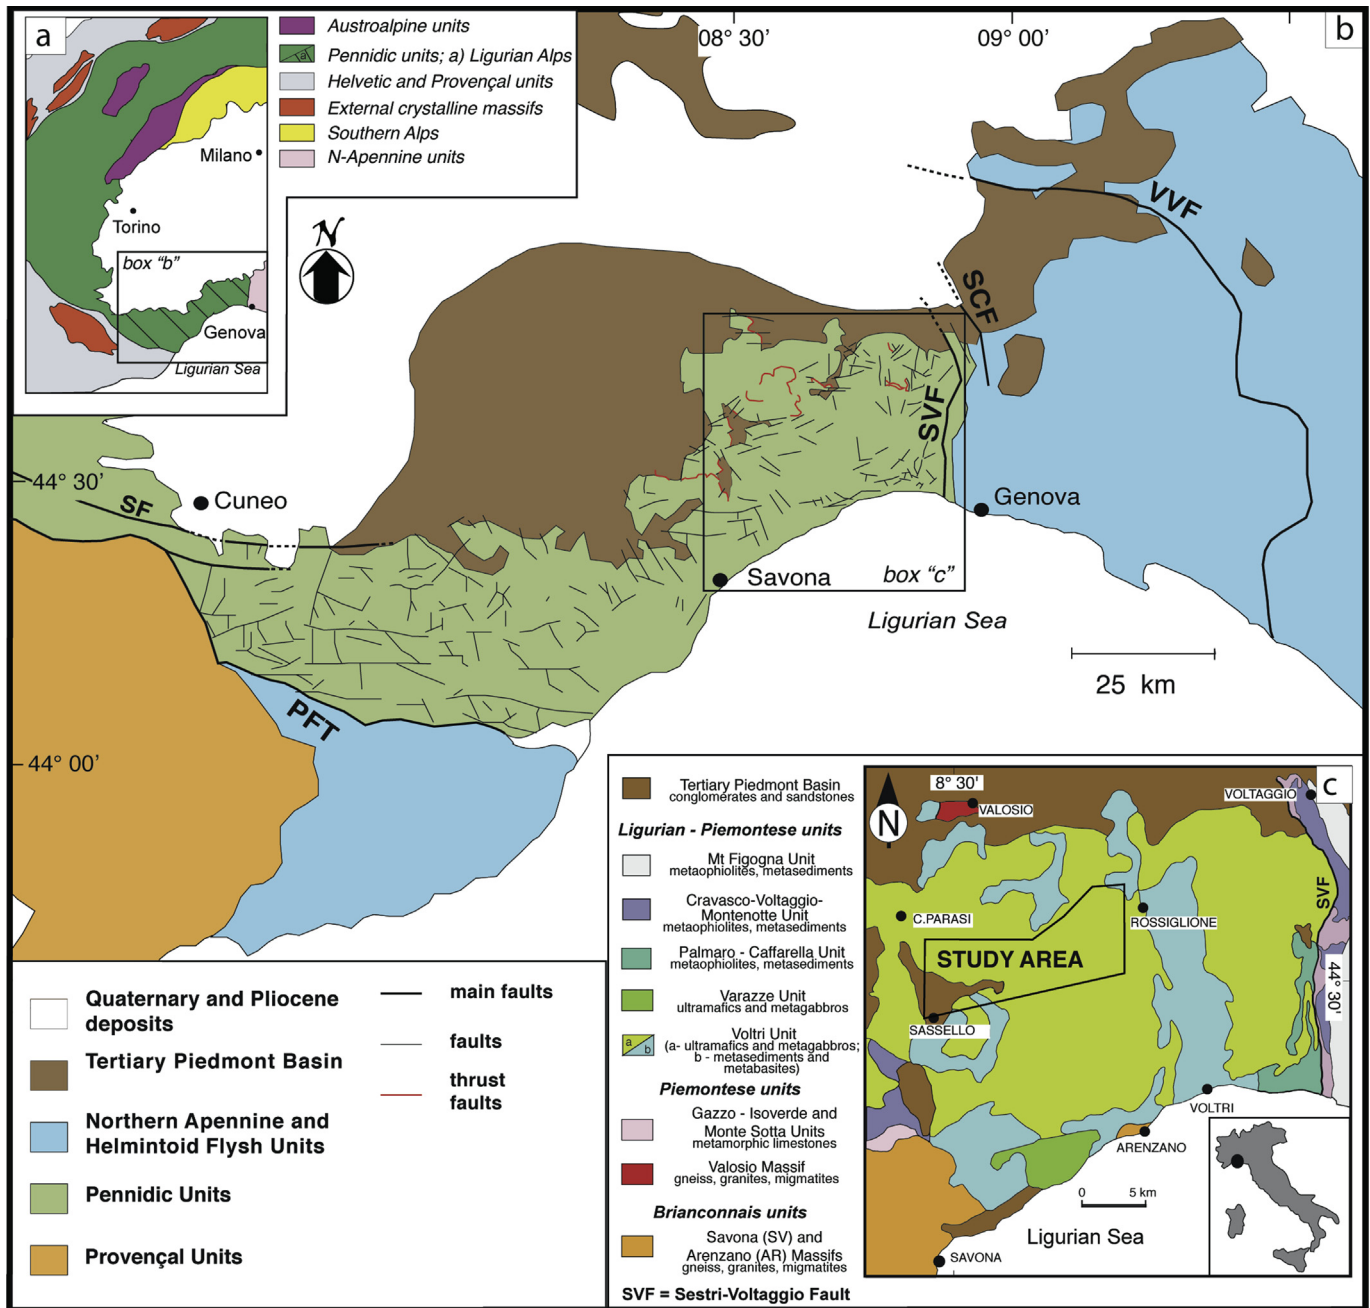 a
Austroalpine units
Pennidic units; a) Ligurian Alps
a
Helvetic and Provençal units
External crystalline massifs
Southern Alps
N-Apennine units
Milano
Torino
box "b"
Genova
Ligurian Sea
N
08° 30'
09° 00'
b
VVF
SCF
SVF
44° 30'
SF
Cuneo
Genova
Savona
box "c"
Ligurian Sea
25 km
PFT
44° 00'
Quaternary and Pliocene
deposits
Tertiary Piedmont Basin
Northern Apennine and
Helmintoid Flysh Units
Pennidic Units
Provençal Units
main faults
faults
thrust
faults
Tertiary Piedmont Basin
conglomerates and sandstones
Ligurian - Piemontese units
Mt Figogna Unit
metaophiolites, metasediments
Cravasco-Voltaggio-
Montenotte Unit
metaophiolites, metasediments
Palmaro - Caffarella Unit
metaophiolites, metasediments
Varazze Unit
ultramafics and metagabbros
a
b
Voltri Unit
(a- ultramafics and metagabbros;
b - metasediments and
metabasites)
Piemontese units
Gazzo - Isoverde and
Monte Sotta Units
metamorphic limestones
Valosio Massif
gneiss, granites, migmatites
Brianconnais units
Savona (SV) and
Arenzano (AR) Massifs
gneiss, granites, migmatites
SVF = Sestri-Voltaggio Fault
8° 30'
c
N
VALOSIO
VOLTAGGIO
SVF
C.PARASI
ROSSIGLIONE
STUDY AREA
44° 30'
SASSELLO
VOLTRI
ARENZANO
0 5 km
Ligurian Sea
SAVONA